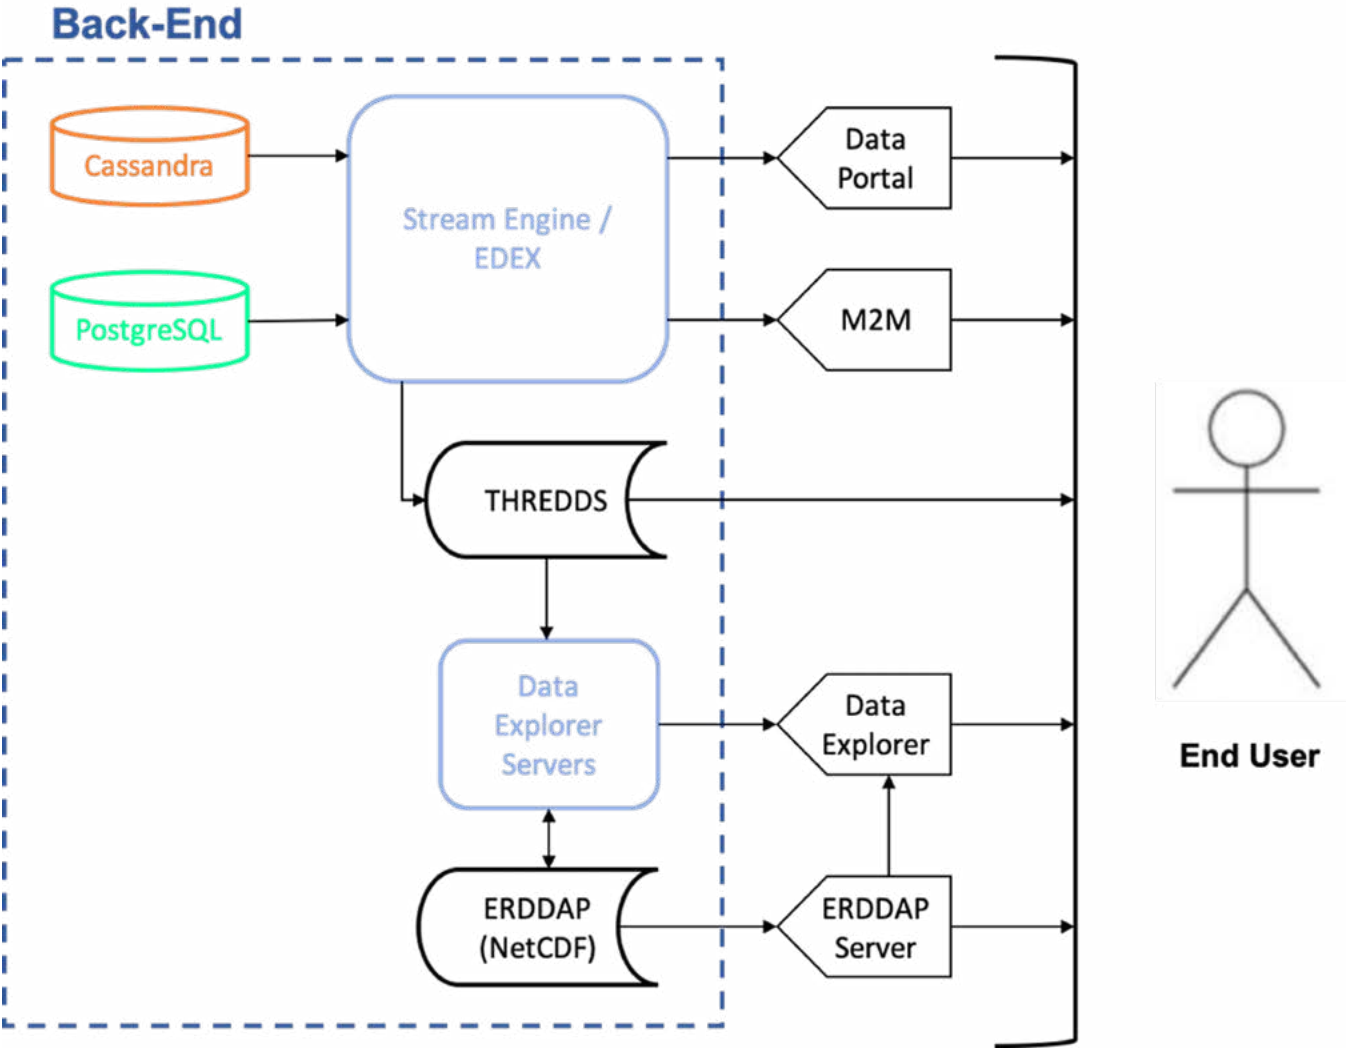 Back-End
Cassandra
Stream Engine /
EDEX
Data
Portal
PostgreSQL
M2M
THREDDS
Data
Explorer
Servers
Data
Explorer
End User
ERDDAP
(NetCDF)
ERDDAP
Server